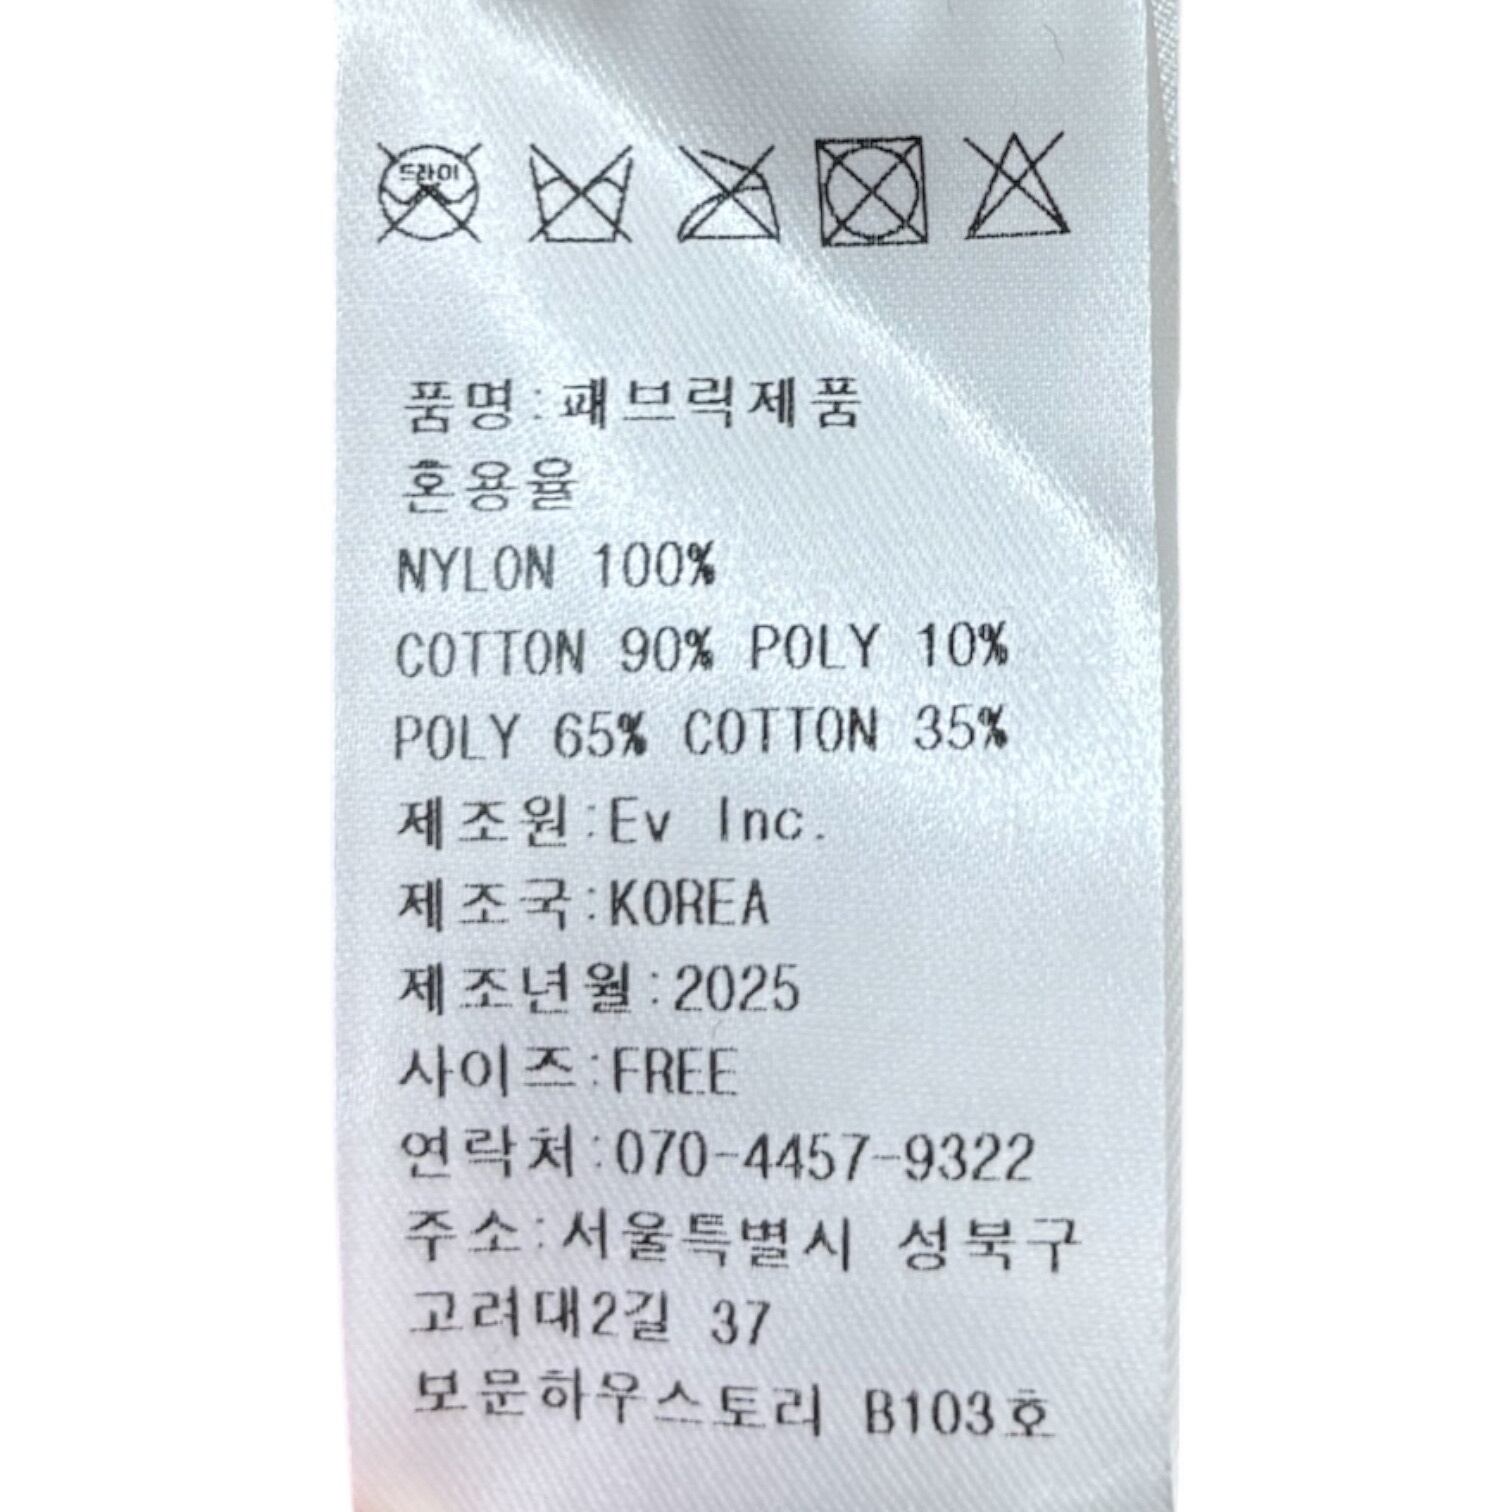 드라이
품명:패브릭제품
혼용율
NYLON 100%
COTTON 90% POLY 10%
POLY 65% COTTON 35%
제조원:Ev Inc.
제조국:KOREA
제조년월:2025
사이즈:FREE
연락처:070-4457-9322
주소:서울특별시 성북구
고려대2길 37
보문하우스토리 B103호